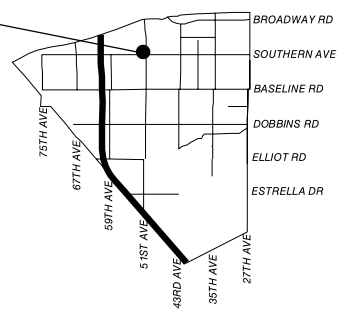 BROADWAY RD
SOUTHERN AVE
BASELINE RD
DOBBINS RD
ELLIOT RD
ESTRELLA DR
75TH AVE
67TH AVE
59TH AVE
51ST AVE
43RD AVE
35TH AVE
27TH AVE